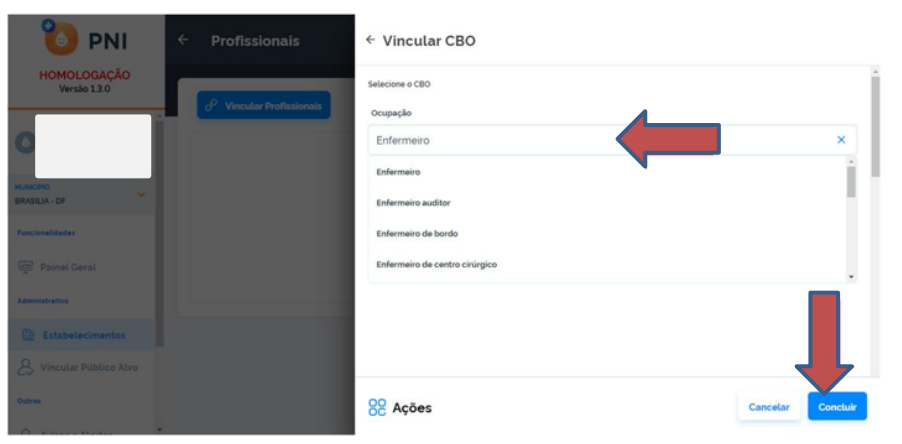 PNI
HOMOLOGAÇÃO
Versão 1.3.0
MUNICÍPIO
BRASILIA - DF
Funcionalidades
Painel Geral
Administrativo
Estabelecimentos
Vincular Público Alvo
Outros
Avisos e Alertas
← Profissionais
Vincular Profissionais
← Vincular CBO
Selecione o CBO
Ocupação
Enfermeiro
Enfermeiro
Enfermeiro auditor
Enfermeiro de bordo
Enfermeiro de centro cirúrgico
Ações
Cancelar
Concluir